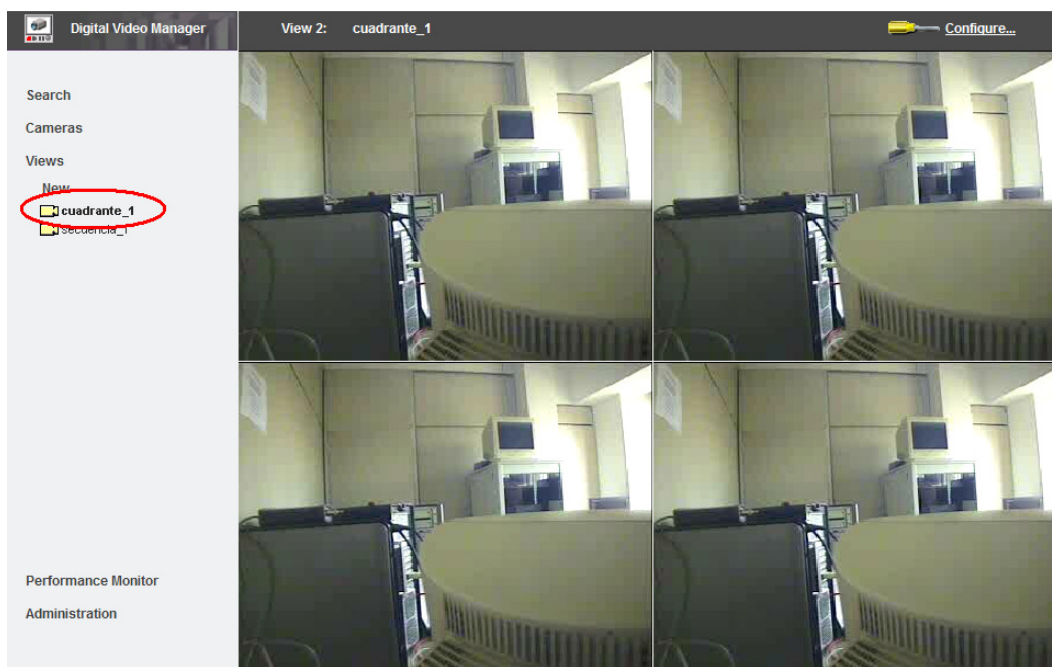 Digital Video Manager
View 2: cuadrante_1
Configure...
Search
Cameras
Views
New
cuadrante_1
secuencia_1
Performance Monitor
Administration